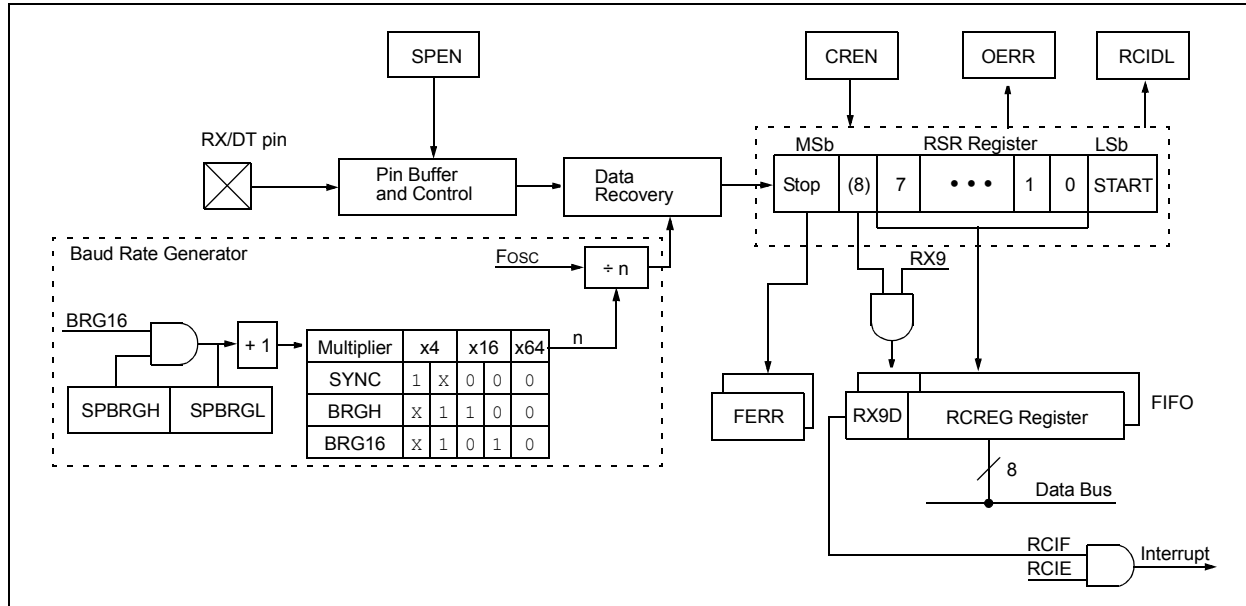 SPEN
CREN
OERR
RCIDL
RX/DT pin
Pin Buffer
and Control
Data
Recovery
MSb
RSR Register
LSb
Stop (8) 7 • • • 1 0 START
Baud Rate Generator
FOSC
÷ n
RX9
BRG16
+ 1
n
Multiplier x4 x16 x64
SYNC 1 X 0 0 0
BRGH X 1 1 0 0
BRG16 X 1 0 1 0
SPBRGH SPBRGL
FERR
RX9D
RCREG Register
FIFO
8
Data Bus
RCIF
RCIE
Interrupt